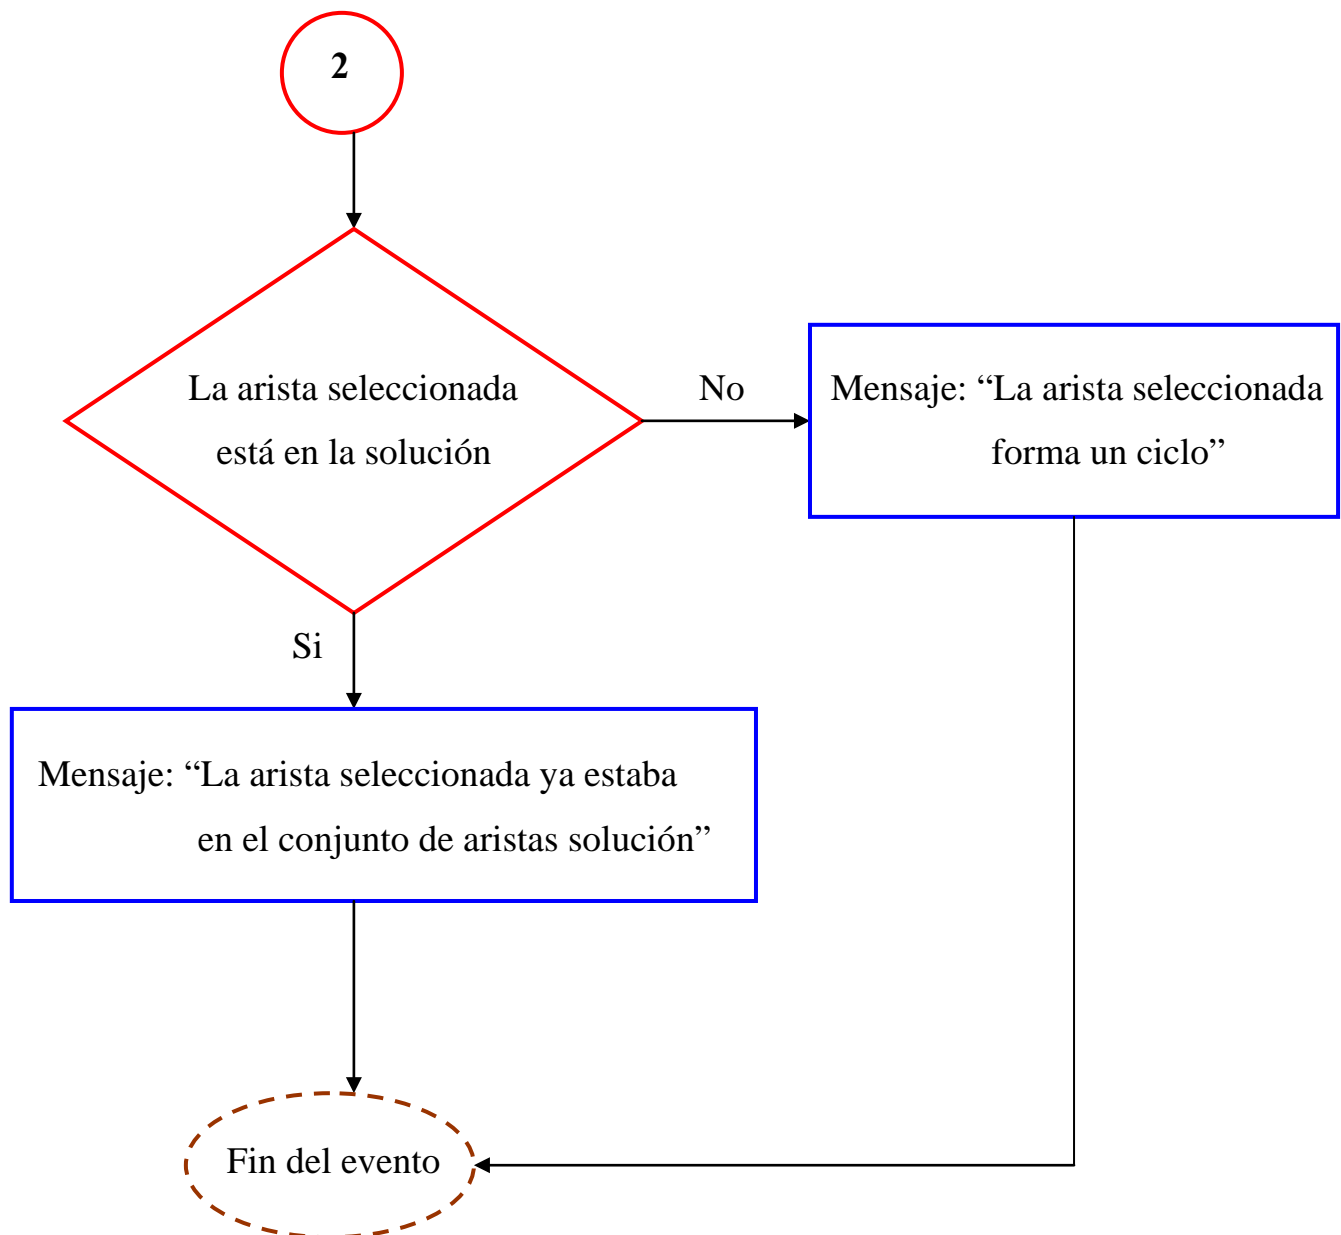 2
La arista seleccionada
está en la solución
No
Mensaje: “La arista seleccionada
forma un ciclo”
Si
Mensaje: “La arista seleccionada ya estaba
en el conjunto de aristas solución”
Fin del evento